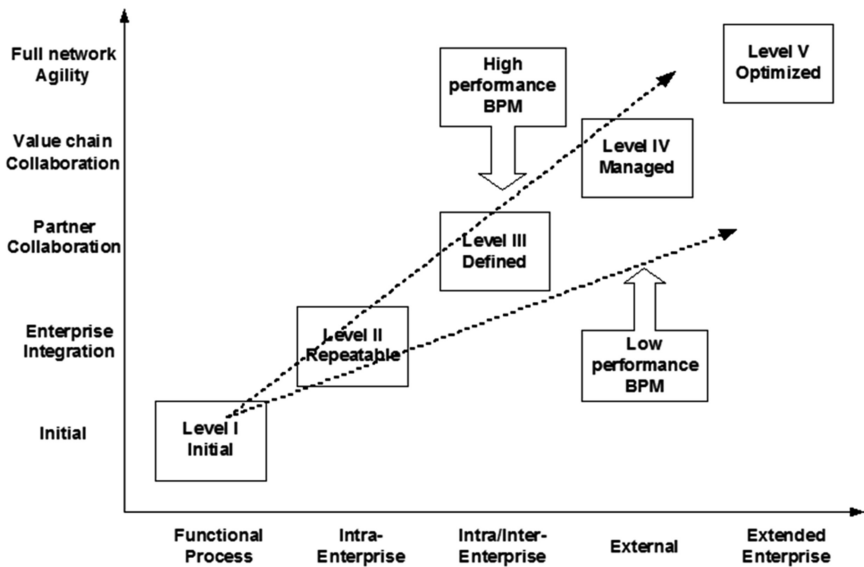 Full network
Agility
Value chain
Collaboration
Partner
Collaboration
Enterprise
Integration
Initial
High
performance
BPM
Level V
Optimized
Level IV
Managed
Level III
Defined
Level II
Repeatable
Level I
Initial
Low
performance
BPM
Functional
Process
Intra-
Enterprise
Intra/Inter-
Enterprise
External
Extended
Enterprise